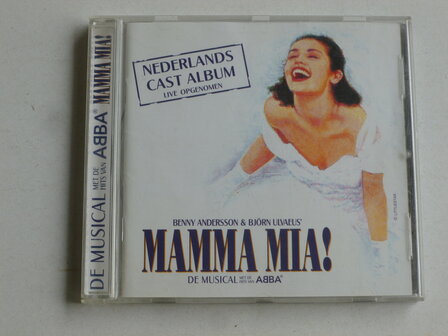 NEDERLANDS
CAST ALBUM
LIVE OPGENOMEN
BENNY ANDERSSON & BJÖRN ULVAEUS'
MAMMA MIA!
DE MUSICAL MET DE HITS VAN ABBA®
© LITTLESTAR
DE MUSICAL MET DE HITS VAN ABBA® MAMMA MIA!